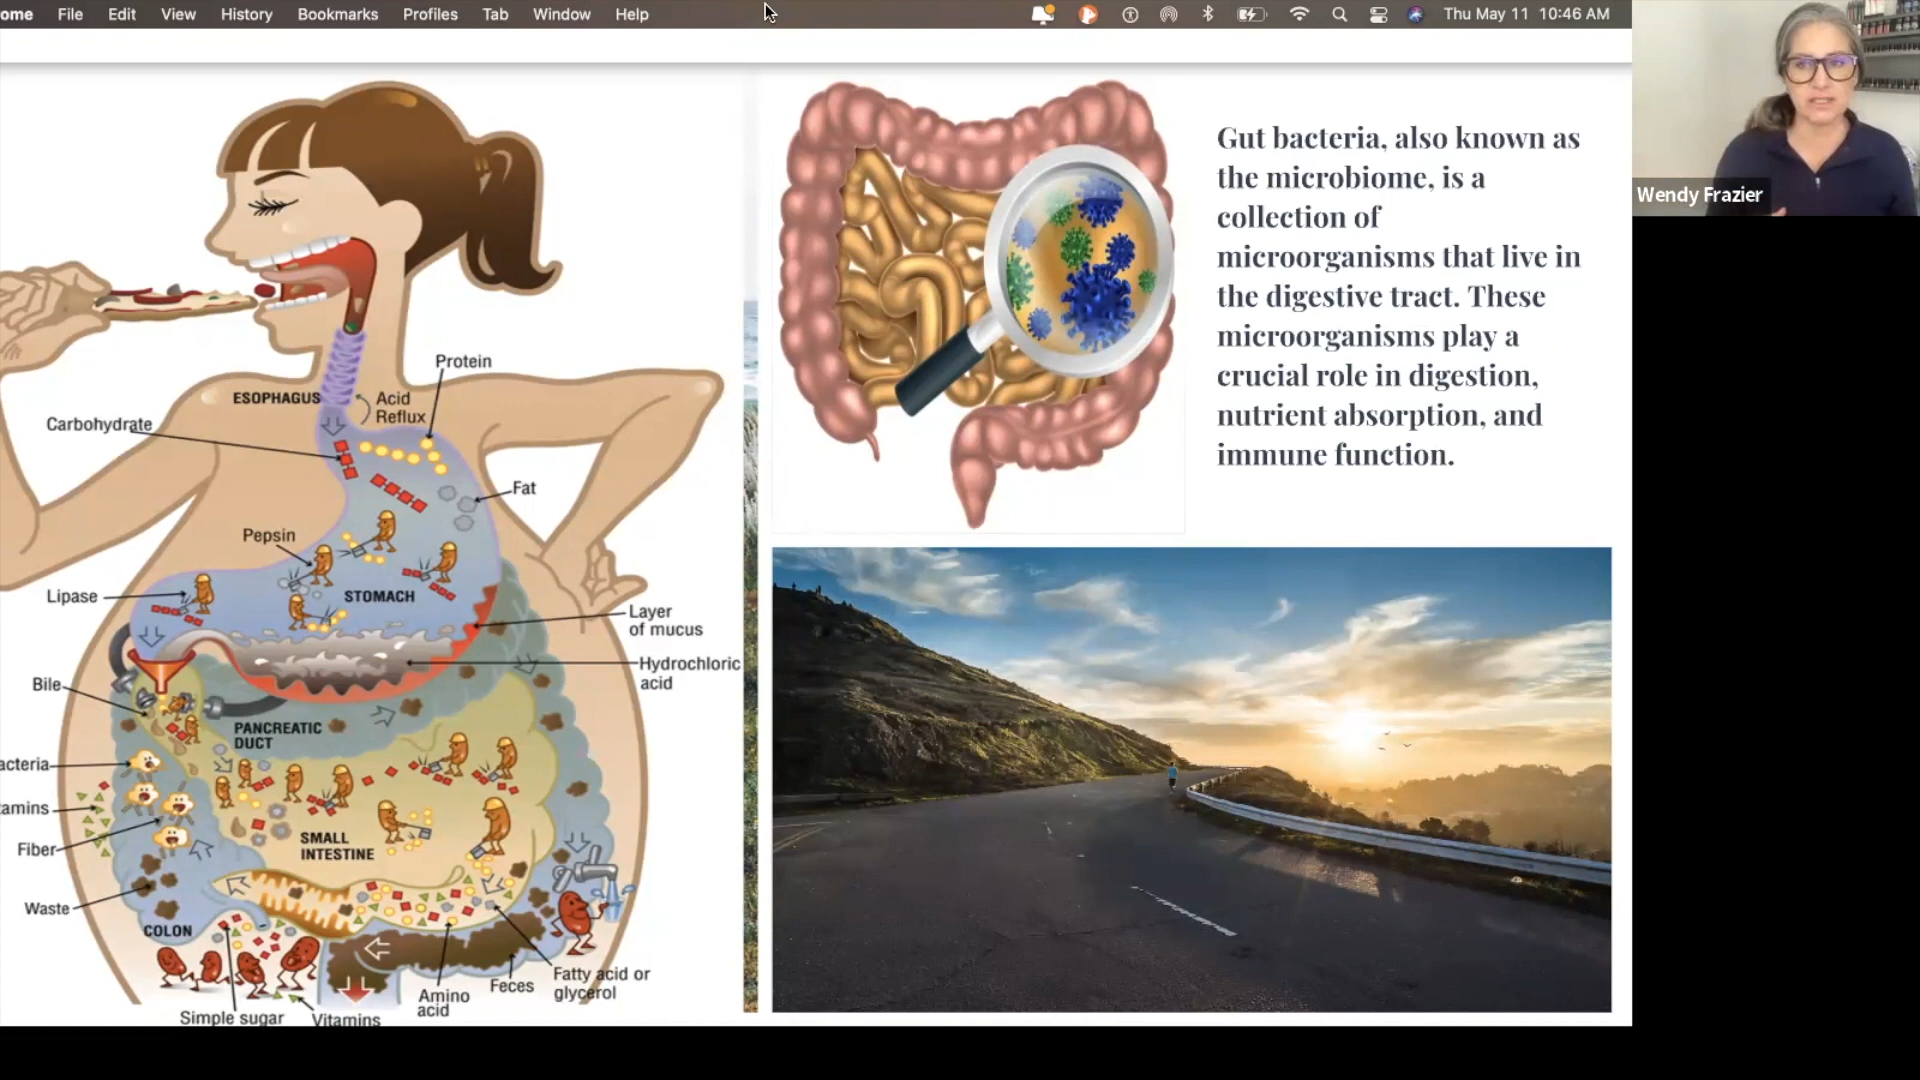 ome File Edit View History Bookmarks Profiles Tab Window Help Thu May 11 10:46 AM
Wendy Frazier
Protein
ESOPHAGUS
Acid
Reflux
Carbohydrate
Fat
Pepsin
Lipase
STOMACH
Layer
of mucus
Hydrochloric
acid
Bile
PANCREATIC
DUCT
acteria
tamins
Fiber
SMALL
INTESTINE
Waste
COLON
Fatty acid or
glycerol
Feces
Amino
acid
Simple sugar
Vitamins
Gut bacteria, also known as
the microbiome, is a
collection of
microorganisms that live in
the digestive tract. These
microorganisms play a
crucial role in digestion,
nutrient absorption, and
immune function.